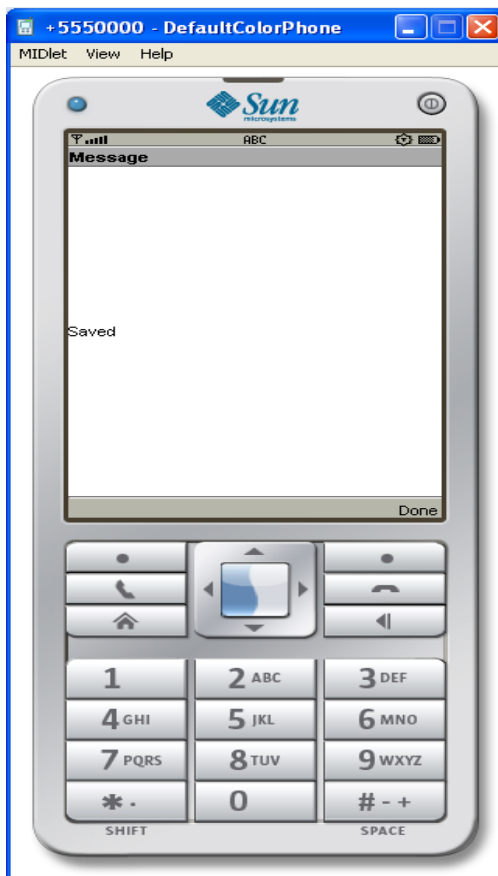 +5550000 - DefaultColorPhone
MIDlet View Help
Sun
microsystems
ABC
Message
Saved
Done
1 2 ABC 3 DEF
4 GHI 5 JKL 6 MNO
7 PQRS 8 TUV 9 WXYZ
* . 0 # - +
SHIFT SPACE